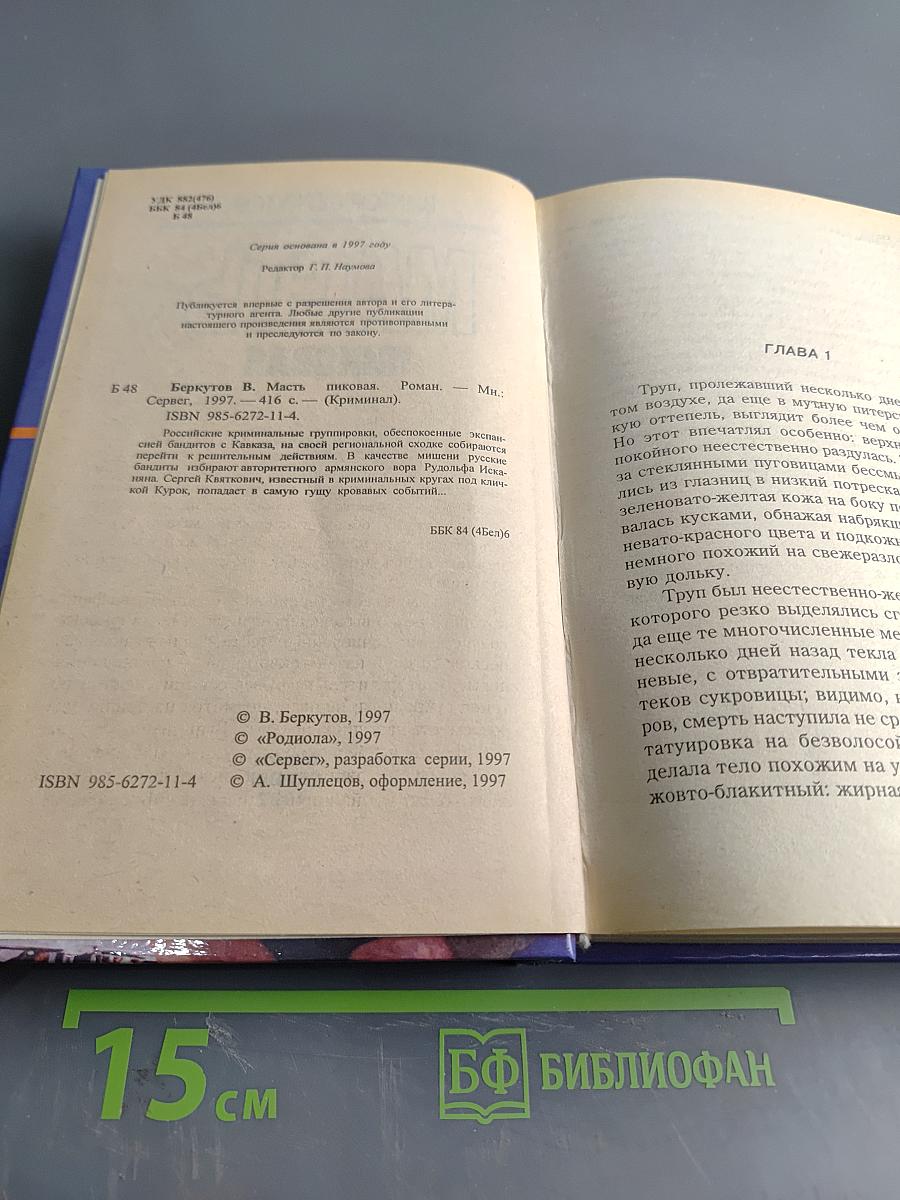 УДК 882(476)
ББК 84 (4Бел)6
Б 48
Серия основана в 1997 году
Редактор Г. П. Наумова
Публикуется впервые с разрешения автора и его литера-
турного агента. Любые другие публикации
настоящего произведения являются противоправными
и преследуются по закону.
Б 48 Беркутов В. Масть пиковая. Роман. — Мн.:
Сервег, 1997. — 416 с. — (Криминал).
ISBN 985-6272-11-4.
Российские криминальные группировки, обеспокоенные экспан-
сией бандитов с Кавказа, на своей региональной сходке собираются
перейти к решительным действиям. В качестве мишени русские
бандиты избирают авторитетного армянского вора Рудольфа Иска-
няна. Сергей Квяткович, известный в криминальных кругах под клич-
кой Курок, попадает в самую гущу кровавых событий...
ББК 84 (4Бел)6
© В. Беркутов, 1997
© «Родиола», 1997
© «Сервег», разработка серии, 1997
ISBN 985-6272-11-4 © А. Шуплецов, оформление, 1997
ГЛАВА 1
Труп, пролежавший несколько дне
том воздухе, да еще в мутную питерс
кую оттепель, выглядит более чем о
Но этот впечатлял особенно: верхн
покойного неестественно раздулась.
за стеклянными пуговицами бессмы
лись из глазниц в низкий потреска
зеленовато-желтая кожа на боку по
валась кусками, обнажая набрякш
невато-красного цвета и подкожн
немного похожий на свежеразло
вую дольку.
Труп был неестественно-же
которого резко выделялись сг
да еще те многочисленные ме
несколько дней назад текла
невые, с отвратительными з
теков сукровицы; видимо, н
ров, смерть наступила не ср
татуировка на безволосой
делала тело похожим на у
жовто-блакитный: жирная
15 см
БФ БИБЛИОФАН